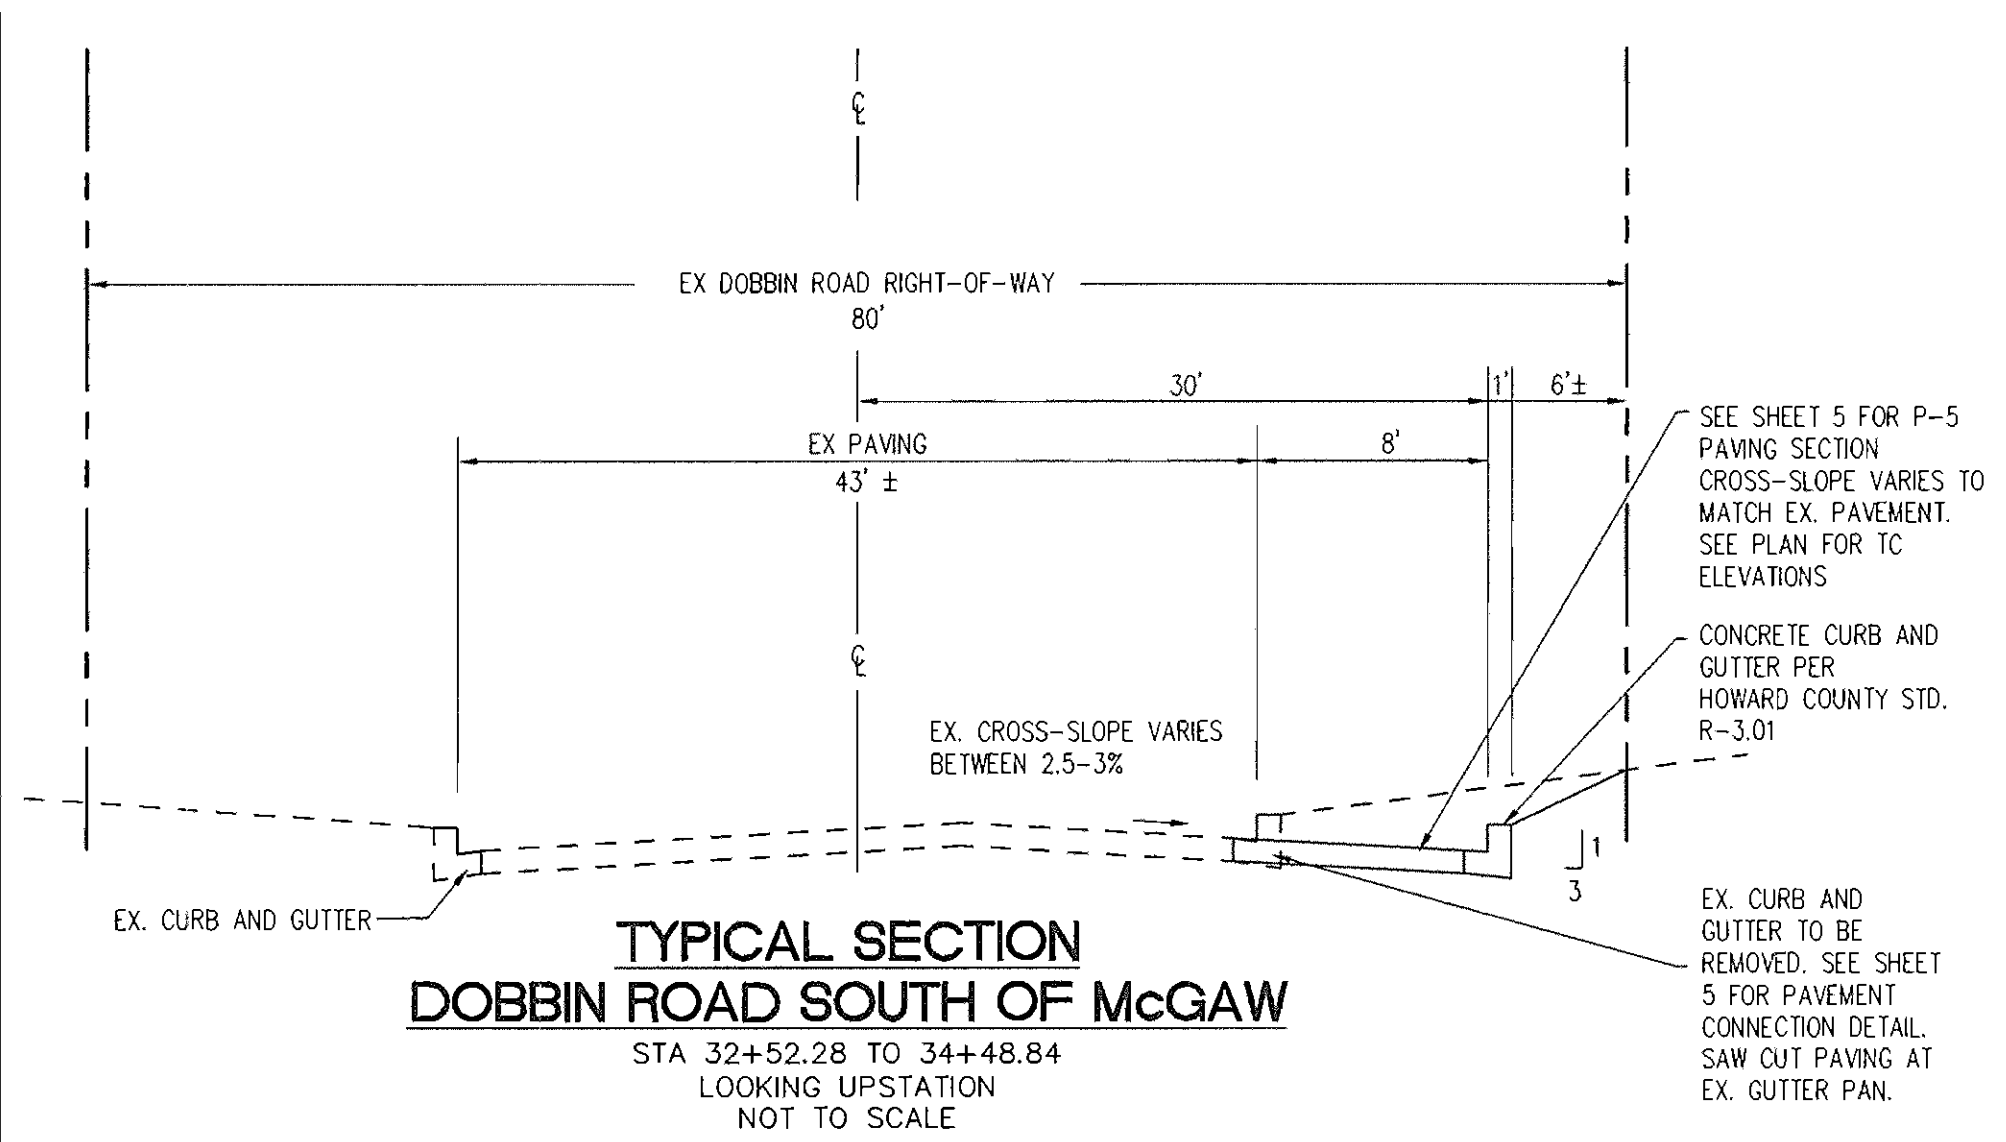 ℄
EX DOBBIN ROAD RIGHT-OF-WAY
80'
30'
1'
6'±
EX PAVING
43' ±
8'
SEE SHEET 5 FOR P-5
PAVING SECTION
CROSS-SLOPE VARIES TO
MATCH EX. PAVEMENT.
SEE PLAN FOR TC
ELEVATIONS
℄
CONCRETE CURB AND
GUTTER PER
HOWARD COUNTY STD.
R-3.01
EX. CROSS-SLOPE VARIES
BETWEEN 2.5-3%
1
3
EX. CURB AND GUTTER
EX. CURB AND
GUTTER TO BE
REMOVED. SEE SHEET
5 FOR PAVEMENT
CONNECTION DETAIL.
SAW CUT PAVING AT
EX. GUTTER PAN.
TYPICAL SECTION
DOBBIN ROAD SOUTH OF McGAW
STA 32+52.28 TO 34+48.84
LOOKING UPSTATION
NOT TO SCALE